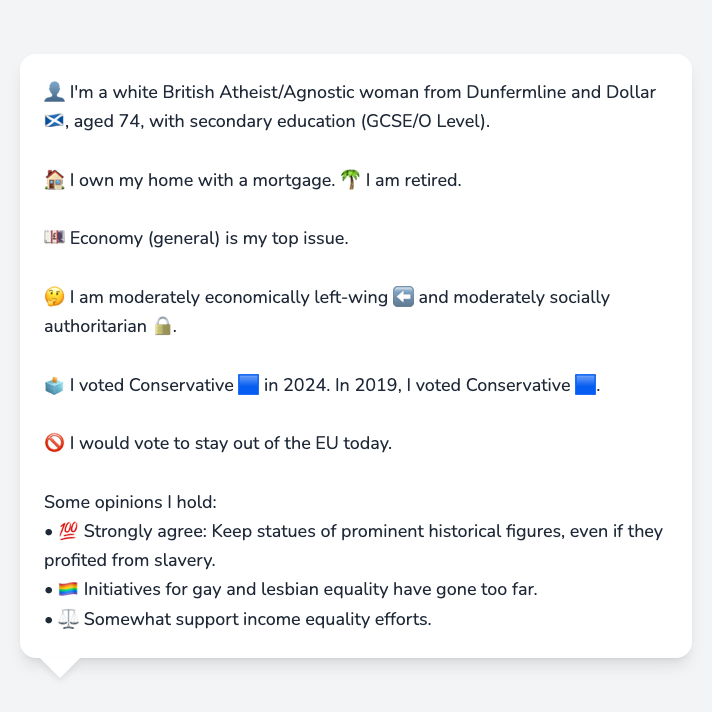 👤 I'm a white British Atheist/Agnostic woman from Dunfermline and Dollar
🏴󠁧󠁢󠁳󠁣󠁴󠁿, aged 74, with secondary education (GCSE/O Level).
🏠 I own my home with a mortgage. 🌴 I am retired.
💷 Economy (general) is my top issue.
🤔 I am moderately economically left-wing ⬅️ and moderately socially
authoritarian 🔒.
🗳️ I voted Conservative 🟦 in 2024. In 2019, I voted Conservative 🟦.
🚫 I would vote to stay out of the EU today.
Some opinions I hold:
• 💯 Strongly agree: Keep statues of prominent historical figures, even if they
profited from slavery.
• 🏳️‍🌈 Initiatives for gay and lesbian equality have gone too far.
• ⚖️ Somewhat support income equality efforts.